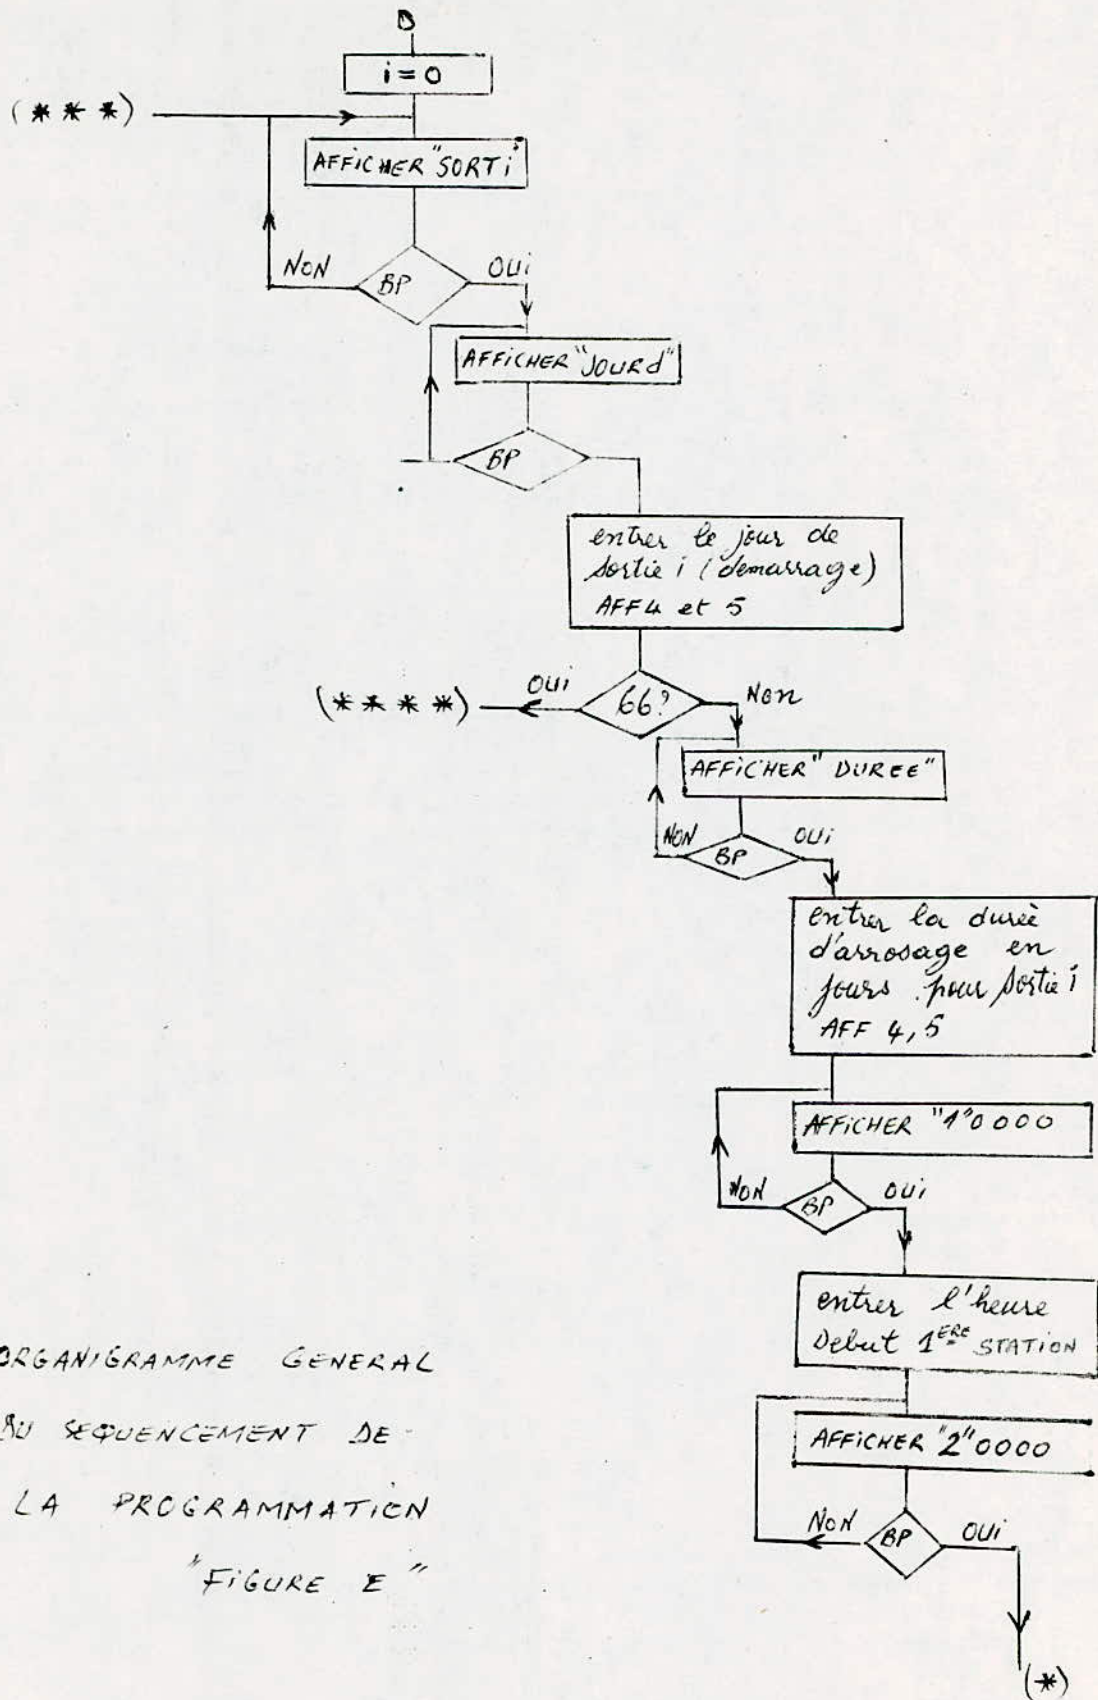 D
i = 0
(* * *)
AFFICHER "SORTi"
NON
BP
OUi
AFFiCHER "JOURd"
BP
entrer le jour de
sortie i (demarrage)
AFF4 et 5
(* * * *)
OUi
66?
Non
AFFiCHER "DUREE"
NON
BP
OUi
entrer la durée
d'arrosage en
jours pour sortie i
AFF 4,5
AFFiCHER "1"0000
NON
BP
OUi
entrer l'heure
Debut 1ERE STATION
AFFiCHER "2"0000
NON
BP
OUi
(*)
ORGANiGRAMME GENERAL
DU SEQUENCEMENT DE
LA PROGRAMMATiON
"FiGURE E"